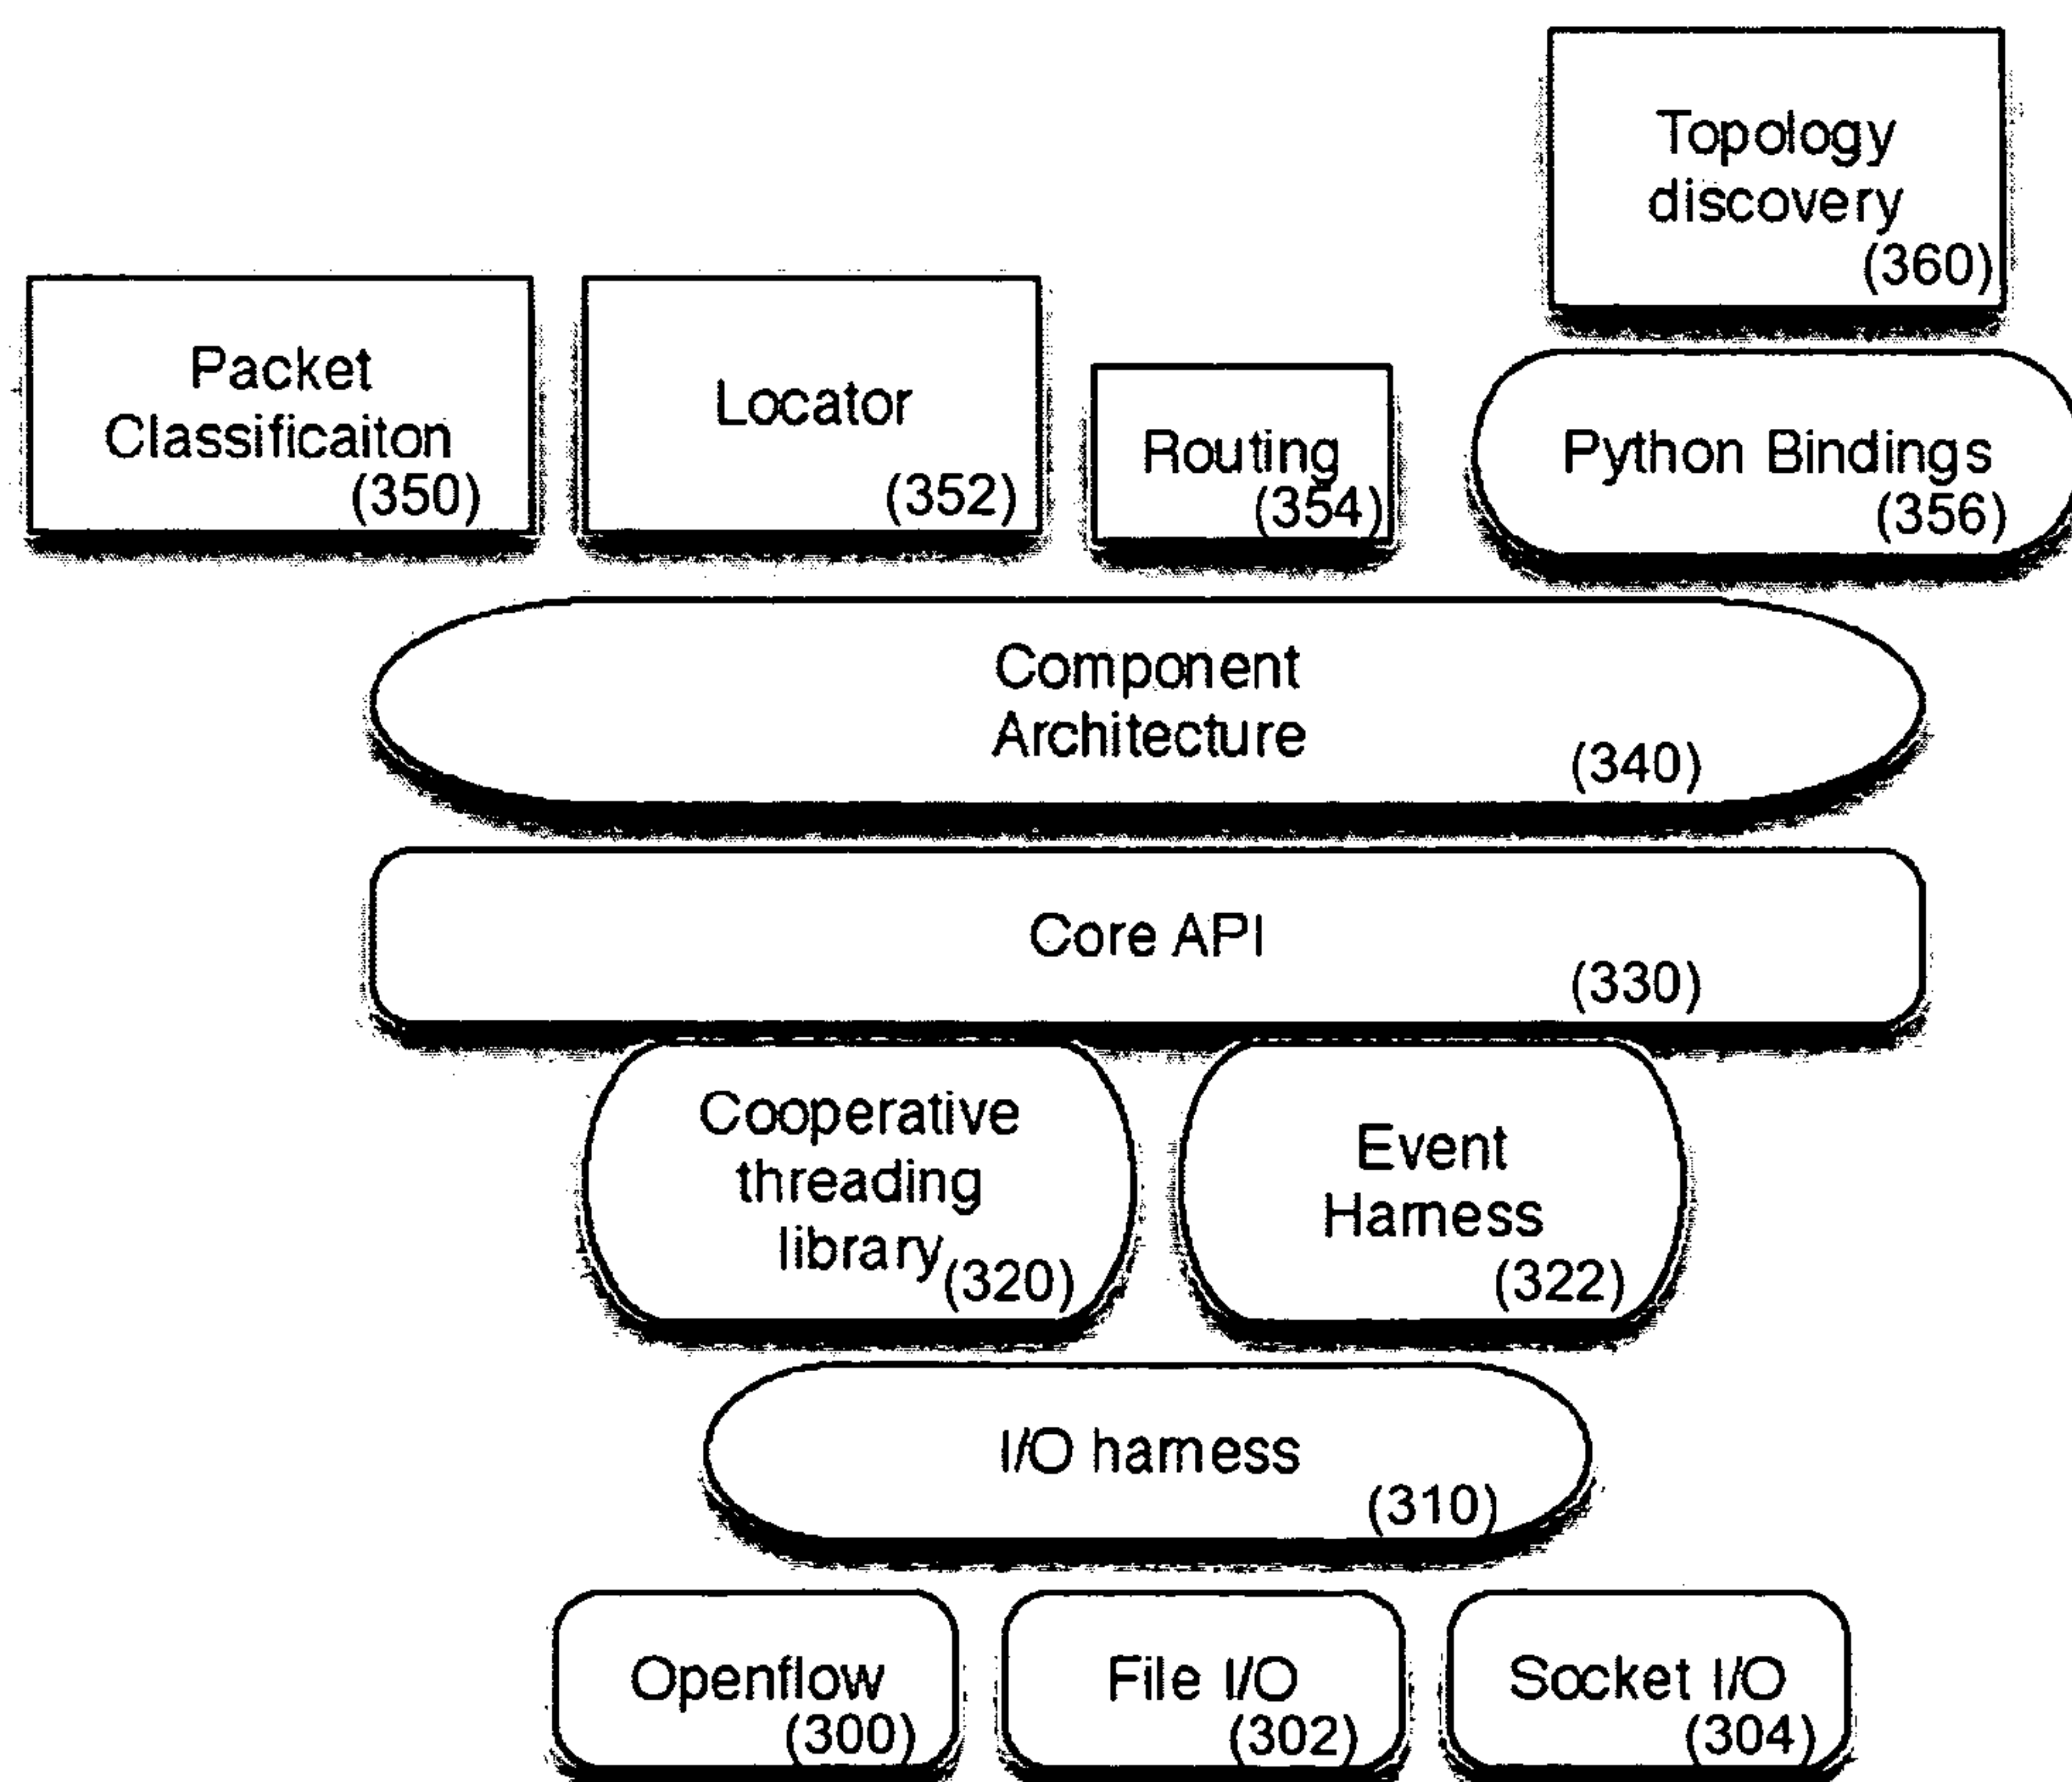 Topology
discovery
(360)
Packet
Classificaiton
(350)
Locator
(352)
Routing
(354)
Python Bindings
(356)
Component
Architecture
(340)
Core API
(330)
Cooperative
threading
library
(320)
Event
Harness
(322)
I/O harness
(310)
Openflow
(300)
File I/O
(302)
Socket I/O
(304)